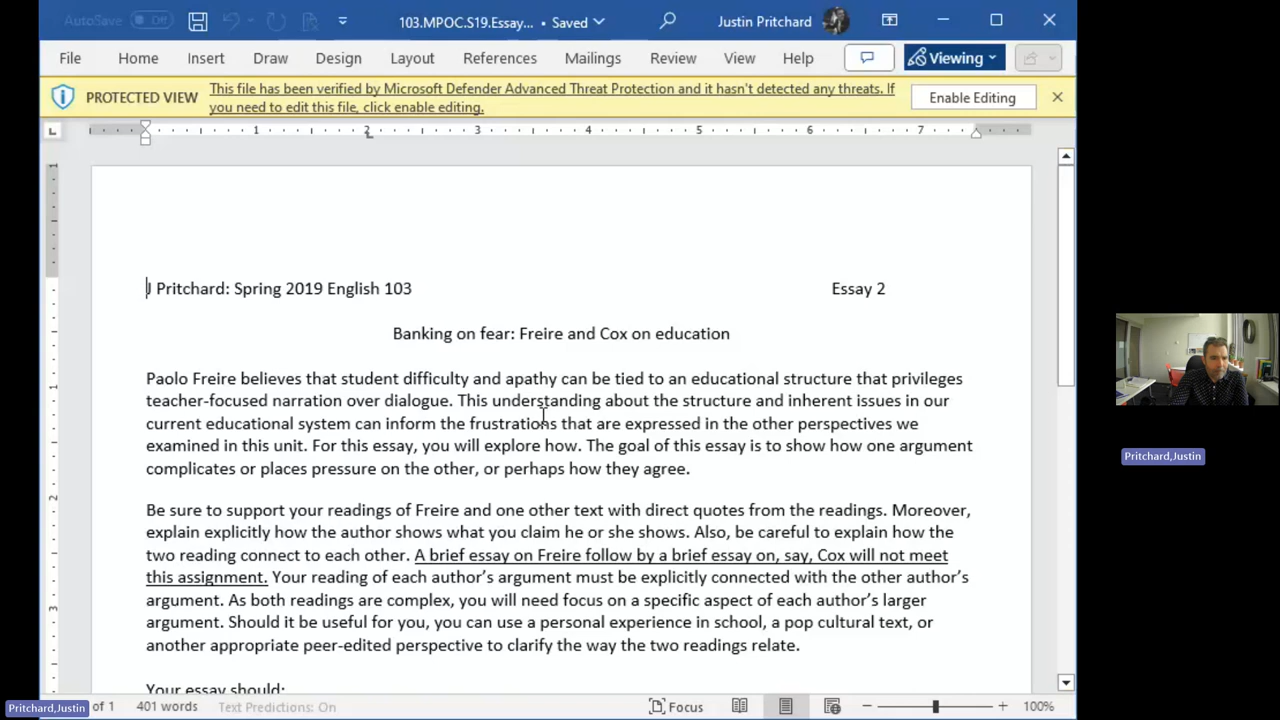 AutoSave Off 103.MPOC.S19.Essay... • Saved Justin Pritchard
File Home Insert Draw Design Layout References Mailings Review View Help Viewing
PROTECTED VIEW This file has been verified by Microsoft Defender Advanced Threat Protection and it hasn't detected any threats. If
you need to edit this file, click enable editing. Enable Editing
1 2 3 4 5 6 7
J Pritchard: Spring 2019 English 103 Essay 2
Banking on fear: Freire and Cox on education
Paolo Freire believes that student difficulty and apathy can be tied to an educational structure that privileges
teacher-focused narration over dialogue. This understanding about the structure and inherent issues in our
current educational system can inform the frustrations that are expressed in the other perspectives we
examined in this unit. For this essay, you will explore how. The goal of this essay is to show how one argument
complicates or places pressure on the other, or perhaps how they agree.
Be sure to support your readings of Freire and one other text with direct quotes from the readings. Moreover,
explain explicitly how the author shows what you claim he or she shows. Also, be careful to explain how the
two reading connect to each other. A brief essay on Freire follow by a brief essay on, say, Cox will not meet
this assignment. Your reading of each author's argument must be explicitly connected with the other author's
argument. As both readings are complex, you will need focus on a specific aspect of each author's larger
argument. Should it be useful for you, you can use a personal experience in school, a pop cultural text, or
another appropriate peer-edited perspective to clarify the way the two readings relate.
Your essay should:
Pritchard,Justin
Pritchard,Justin of 1 401 words Text Predictions: On Focus 100%